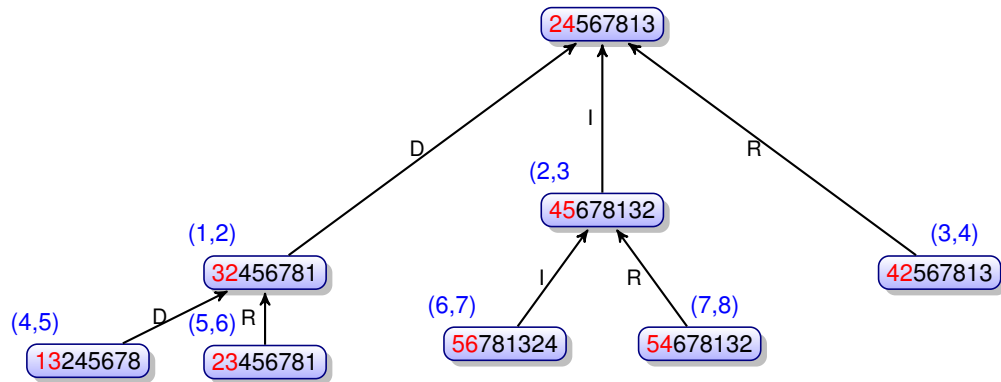 24567813
D
I
R
(2,3
45678132
(1,2)
(3,4)
32456781
42567813
I
R
(4,5)
D
(5,6)
R
(6,7)
(7,8)
13245678
23456781
56781324
54678132